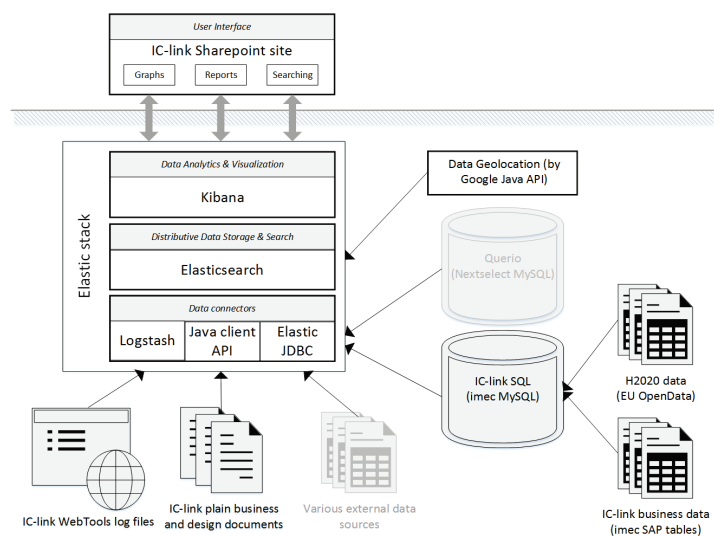 User Interface
IC-link Sharepoint site
Graphs
Reports
Searching
Elastic stack
Data Analytics & Visualization
Kibana
Distributive Data Storage & Search
Elasticsearch
Data connectors
Logstash
Java client
API
Elastic
JDBC
Data Geolocation (by
Google Java API)
Querio
(Nextselect MySQL)
IC-link SQL
(imec MySQL)
H2020 data
(EU OpenData)
IC-link business data
(imec SAP tables)
IC-link WebTools log files
IC-link plain business
and design documents
Various external data
sources